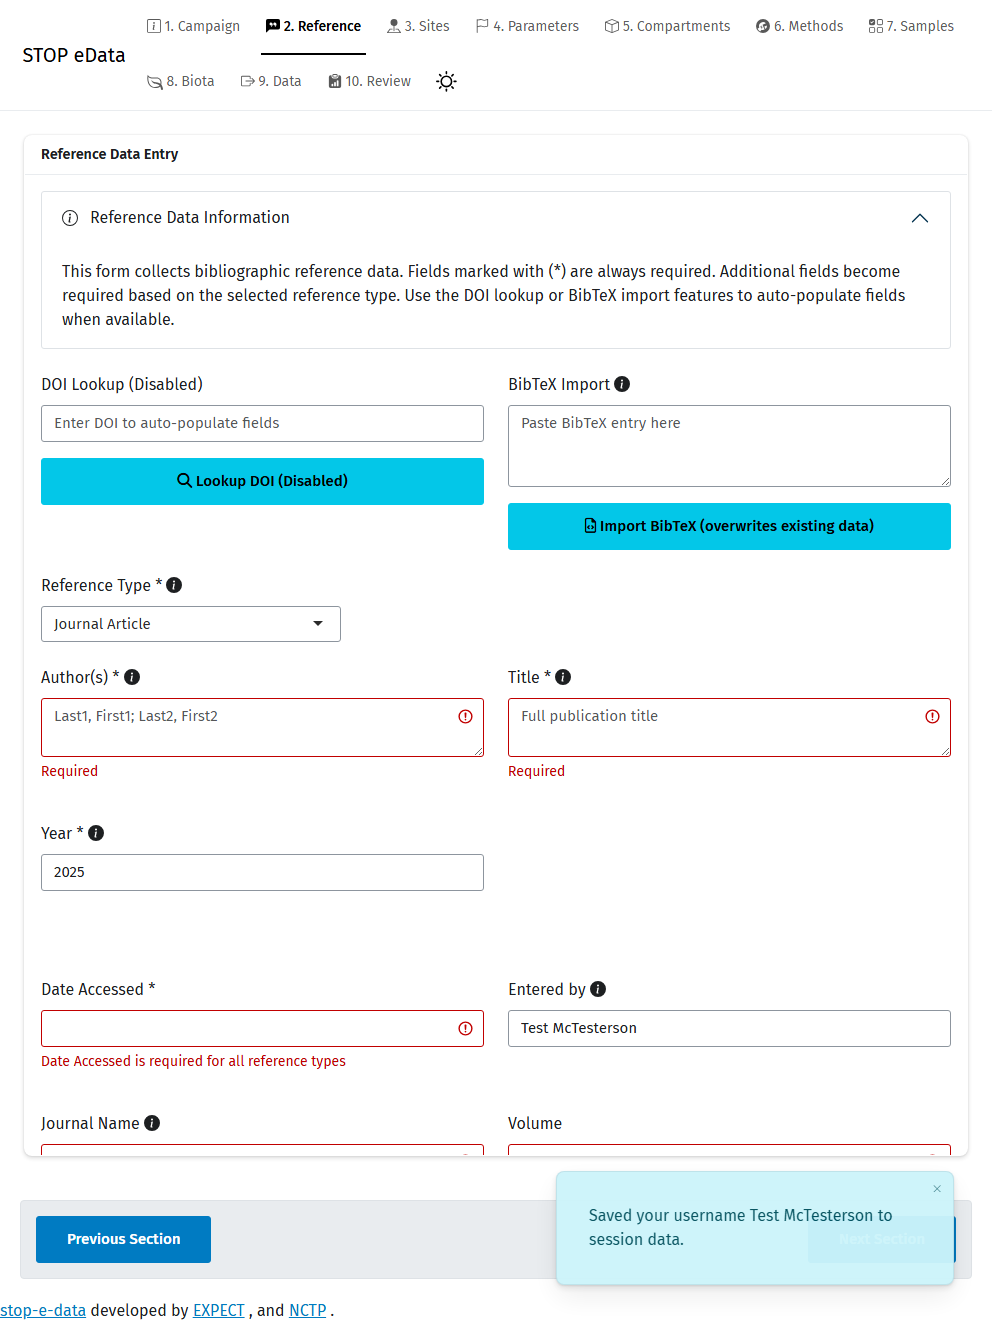 STOP eData
1. Campaign
2. Reference
3. Sites
4. Parameters
5. Compartments
6. Methods
7. Samples
8. Biota
9. Data
10. Review
Reference Data Entry
Reference Data Information
This form collects bibliographic reference data. Fields marked with (*) are always required. Additional fields become
required based on the selected reference type. Use the DOI lookup or BibTeX import features to auto-populate fields
when available.
DOI Lookup (Disabled)
Enter DOI to auto-populate fields
Lookup DOI (Disabled)
BibTeX Import
Paste BibTeX entry here
Import BibTeX (overwrites existing data)
Reference Type *
Journal Article
Author(s) *
Last1, First1; Last2, First2
Required
Title *
Full publication title
Required
Year *
2025
Date Accessed *
Date Accessed is required for all reference types
Entered by
Test McTesterson
Journal Name
Volume
Previous Section
Next Section
Saved your username Test McTesterson to
session data.
stop-e-data developed by EXPECT , and NCTP .